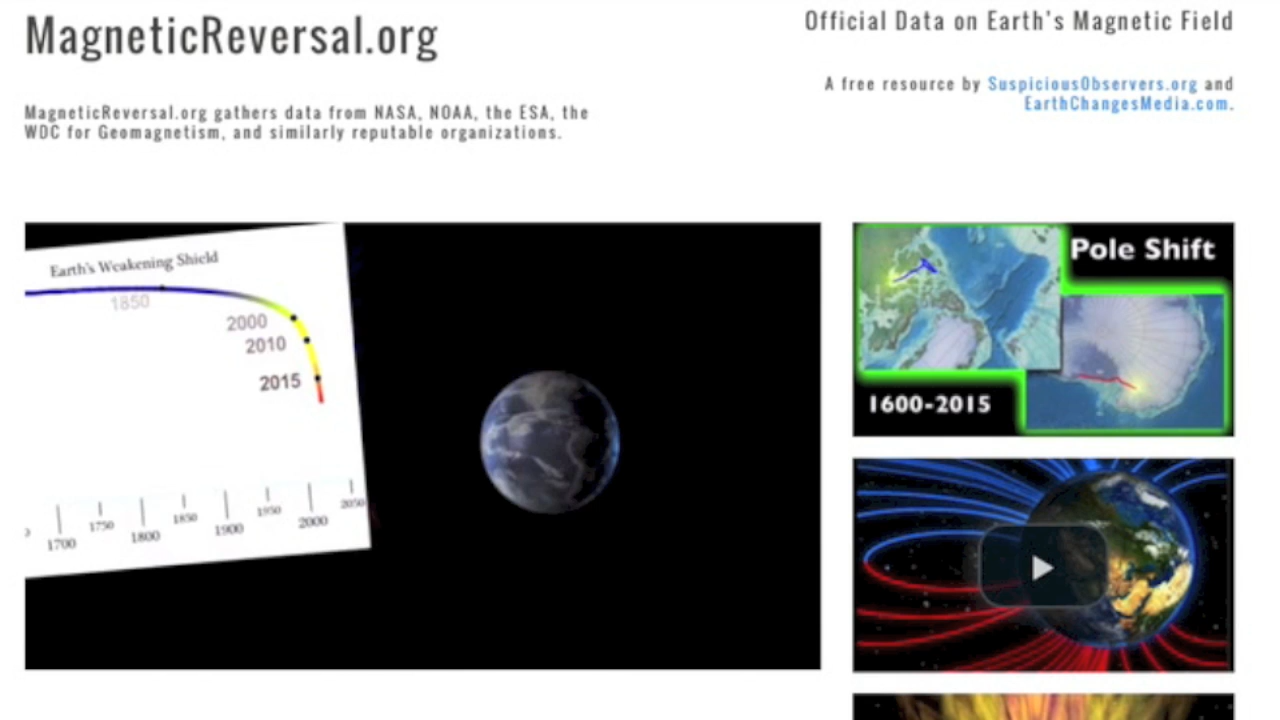 MagneticReversal.org
Official Data on Earth's Magnetic Field
A free resource by SuspiciousObservers.org and
EarthChangesMedia.com.
MagneticReversal.org gathers data from NASA, NOAA, the ESA, the
WDC for Geomagnetism, and similarly reputable organizations.
Earth's Weakening Shield
1850
2000
2010
2015
1700
1750
1800
1850
1900
1950
2000
2050
Pole Shift
1600-2015